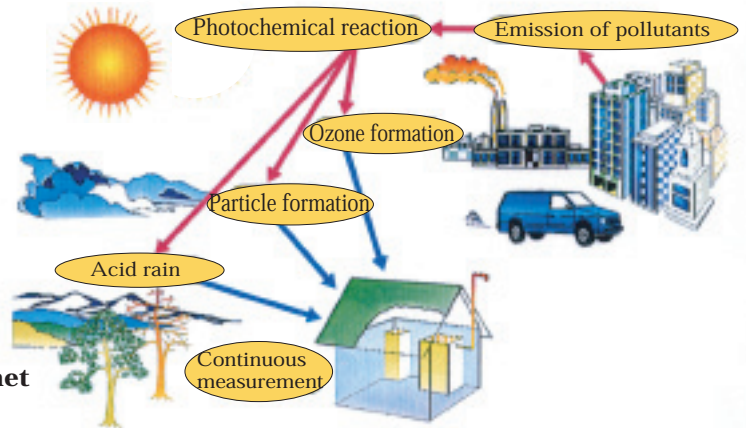 Photochemical reaction
Emission of pollutants
Ozone formation
Particle formation
Acid rain
Continuous
measurement